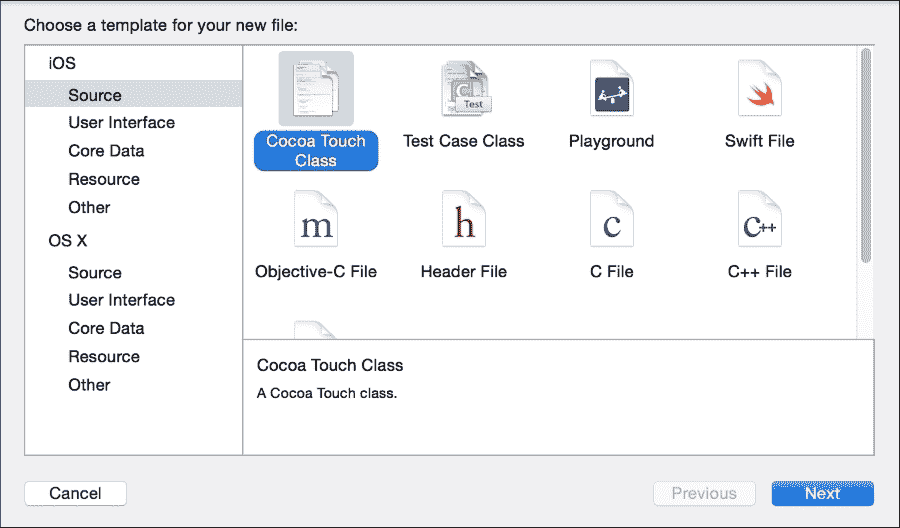 Choose a template for your new file:
iOS
Source
User Interface
Core Data
Resource
Other
OS X
Source
User Interface
Core Data
Resource
Other
Cocoa Touch
Class
Test
Test Case Class
Playground
Swift File
m
Objective-C File
h
Header File
c
C File
C++
C++ File
Cocoa Touch Class
A Cocoa Touch class.
Cancel
Previous
Next